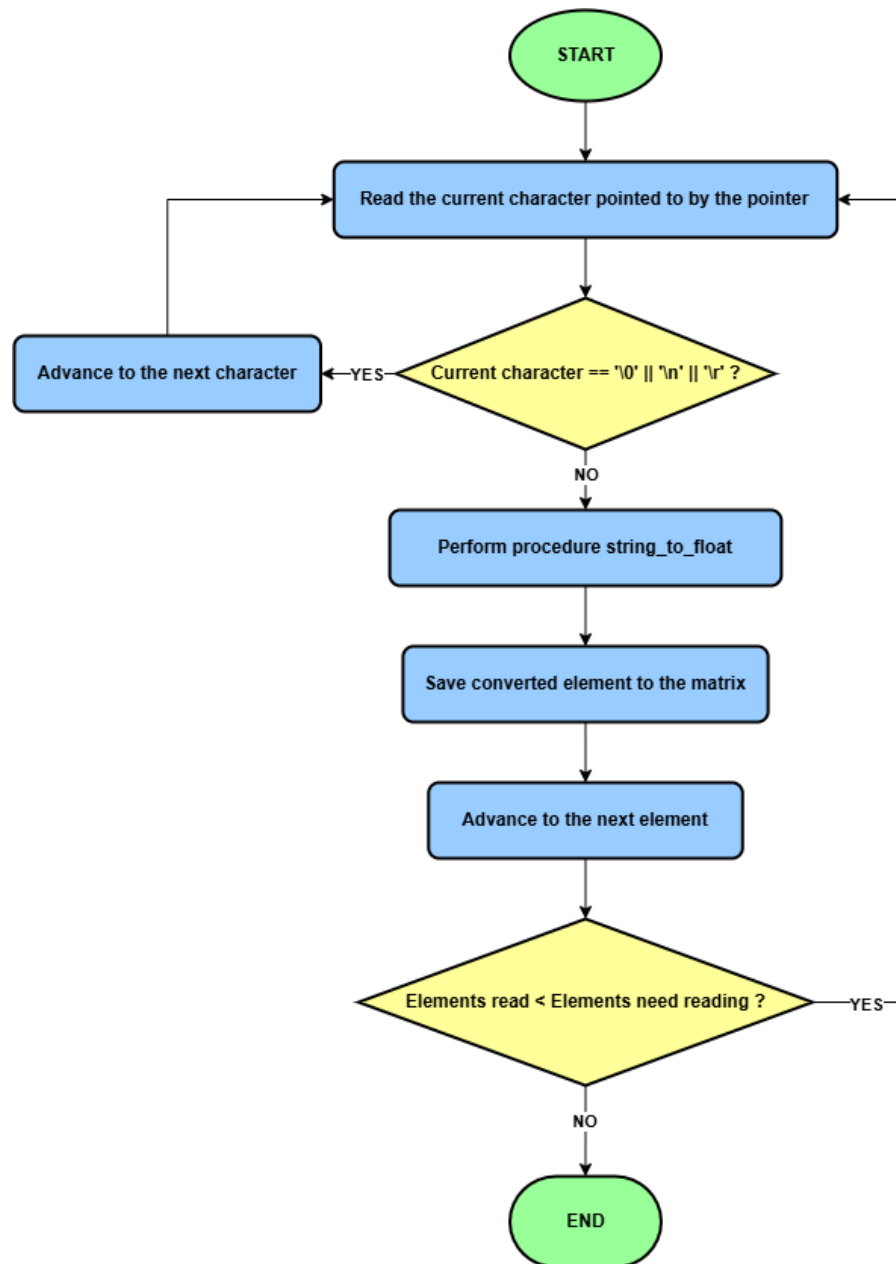 START
Read the current character pointed to by the pointer
Advance to the next character
YES
Current character == '\0' || '\n' || '\r' ?
NO
Perform procedure string_to_float
Save converted element to the matrix
Advance to the next element
Elements read < Elements need reading ?
YES
NO
END